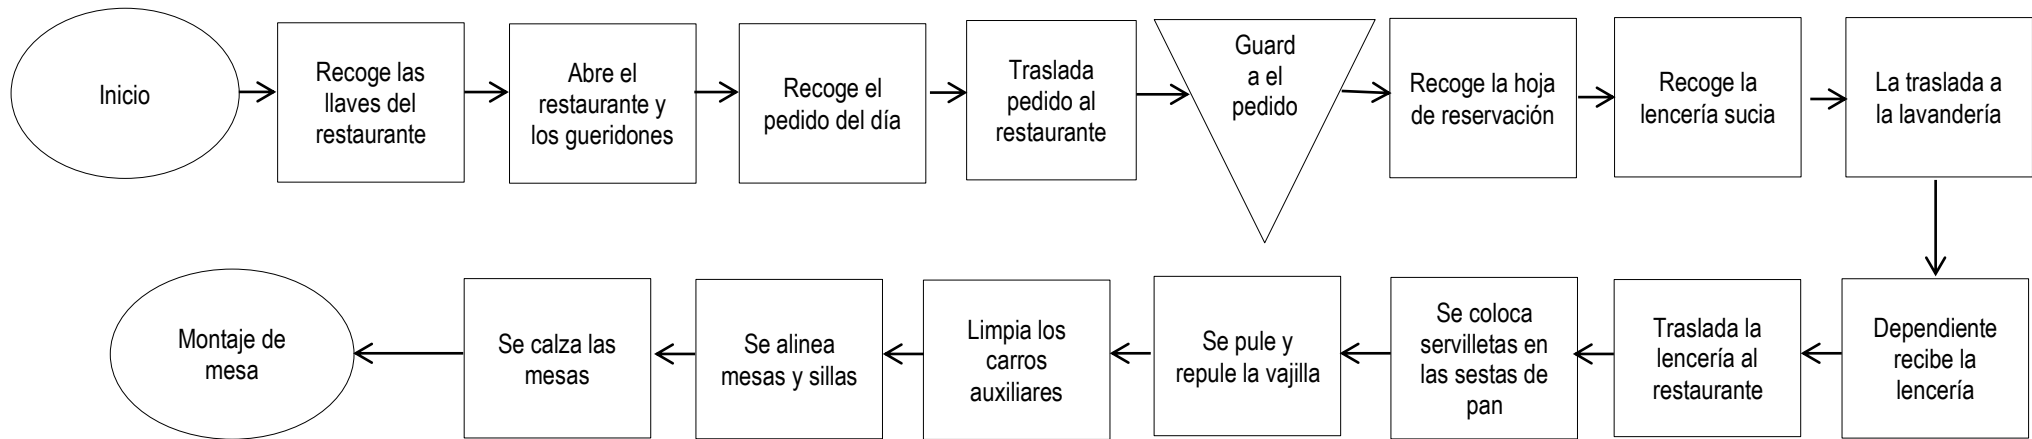 Inicio
Recoge las
llaves del
restaurante
Abre el
restaurante y
los gueridones
Recoge el
pedido del día
Traslada
pedido al
restaurante
Guard
a el
pedido
Recoge la hoja
de reservación
Recoge la
lencería sucia
La traslada a
la lavandería
Dependiente
recibe la
lencería
Traslada la
lencería al
restaurante
Se coloca
servilletas en
las sestas de
pan
Se pule y
repule la vajilla
Limpia los
carros
auxiliares
Se alinea
mesas y sillas
Se calza las
mesas
Montaje de
mesa